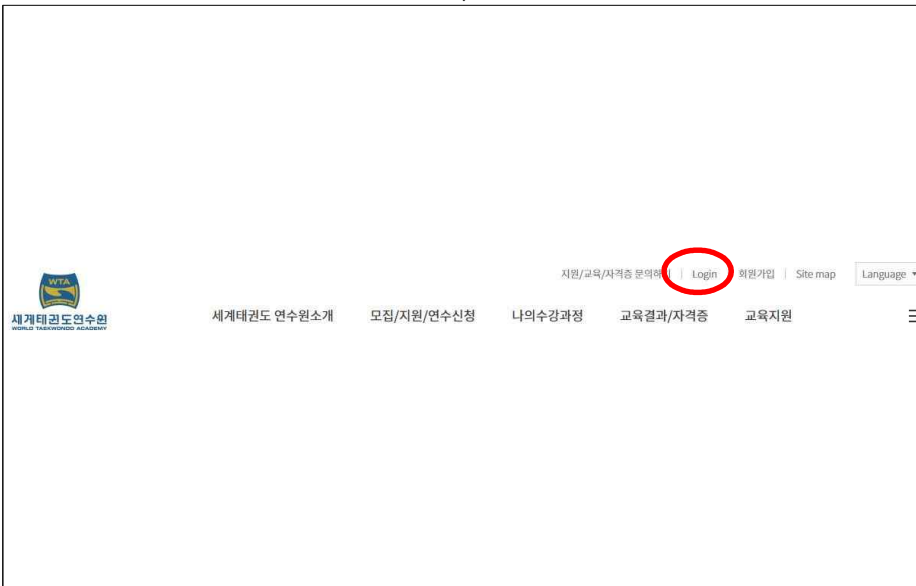 지원/교육/자격증 문의하 | Login 회원가입 | Site map Language
WTA
세계태권도연수원
WORLD TAEKWONDO ACADEMY
세계태권도 연수원소개 모집/지원/연수신청 나의수강과정 교육결과/자격증 교육지원